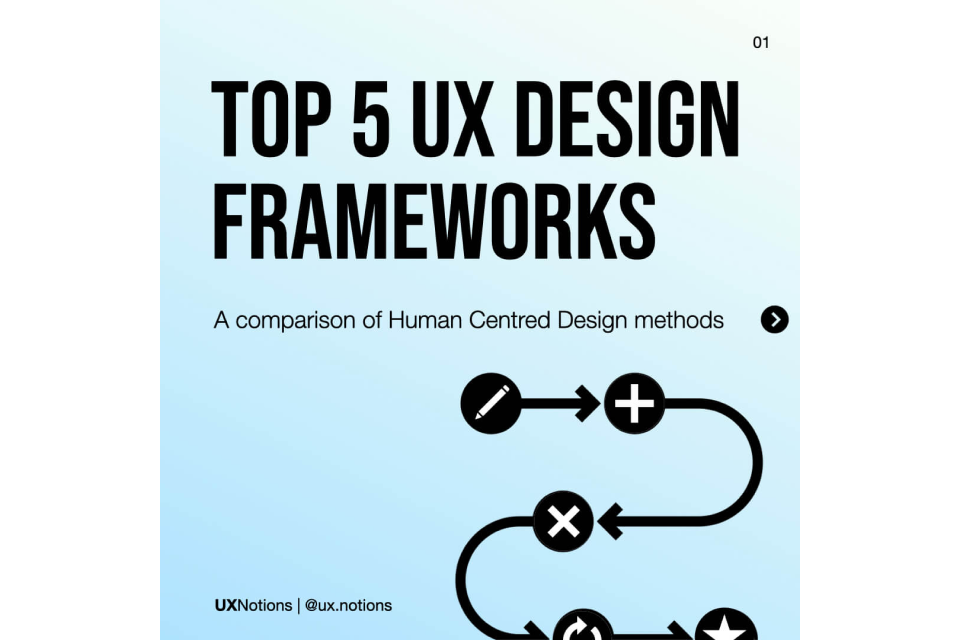 01
TOP 5 UX DESIGN
FRAMEWORKS
A comparison of Human Centred Design methods
UXNotions | @ux.notions